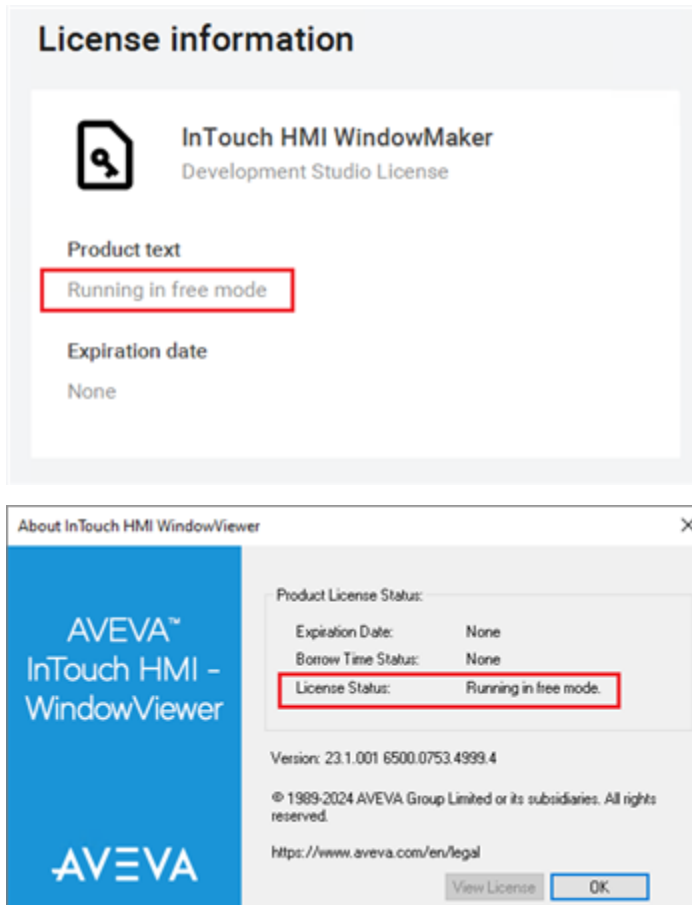 License information
InTouch HMI WindowMaker
Development Studio License
Product text
Running in free mode
Expiration date
None
About InTouch HMI WindowViewer
AVEVA™
InTouch HMI -
WindowViewer
AVEVA
Product License Status:
Expiration Date: None
Borrow Time Status: None
License Status: Running in free mode.
Version: 23.1.001 6500.0753.4999.4
© 1989-2024 AVEVA Group Limited or its subsidiaries. All rights
reserved.
https://www.aveva.com/en/legal
View License OK